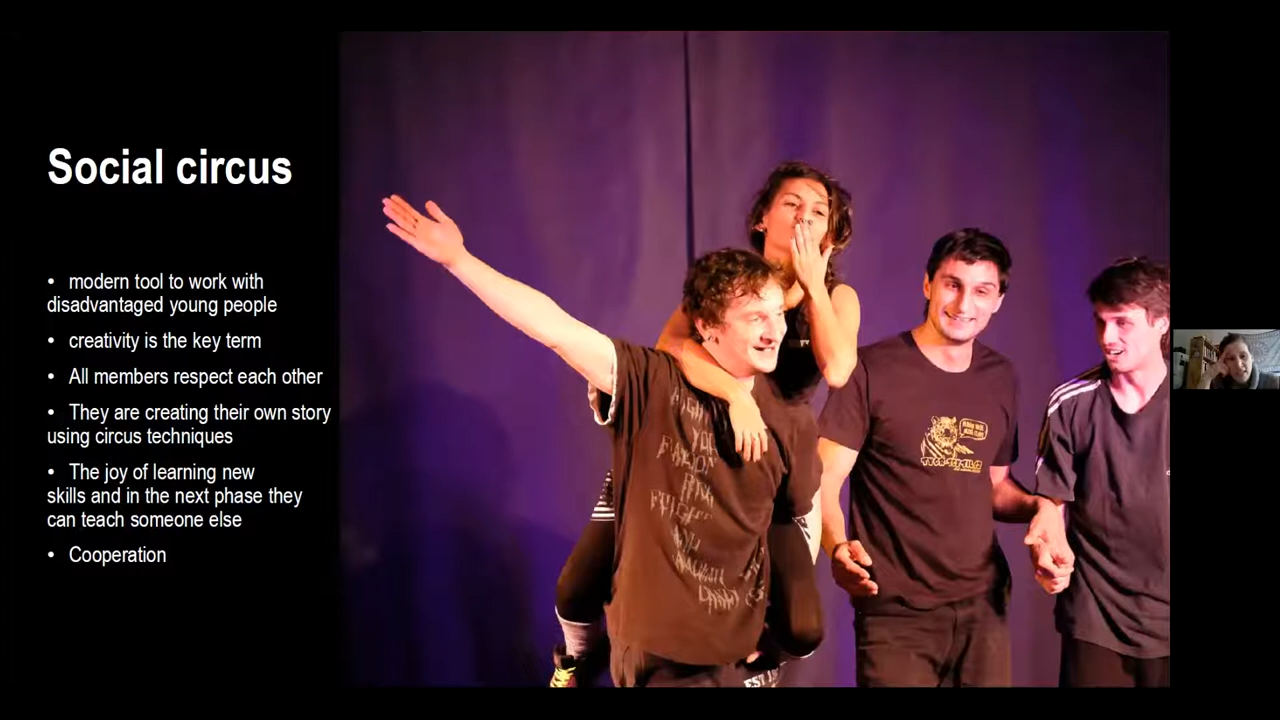 Social circus
• modern tool to work with
disadvantaged young people
• creativity is the key term
• All members respect each other
• They are creating their own story
using circus techniques
• The joy of learning new
skills and in the next phase they
can teach someone else
• Cooperation